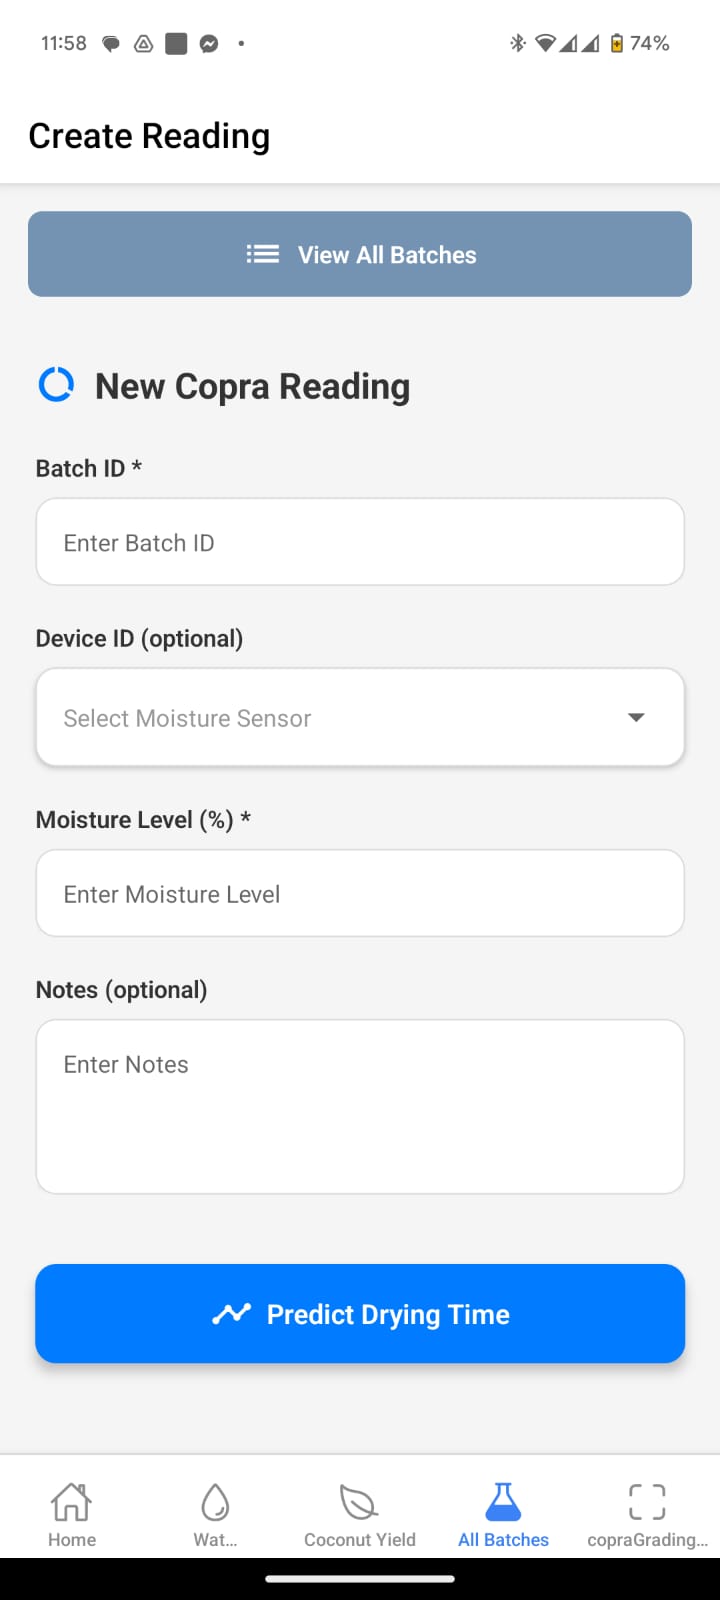 11:58 74%
Create Reading
View All Batches
New Copra Reading
Batch ID *
Enter Batch ID
Device ID (optional)
Select Moisture Sensor
Moisture Level (%) *
Enter Moisture Level
Notes (optional)
Enter Notes
Predict Drying Time
Home Wat... Coconut Yield All Batches copraGrading...